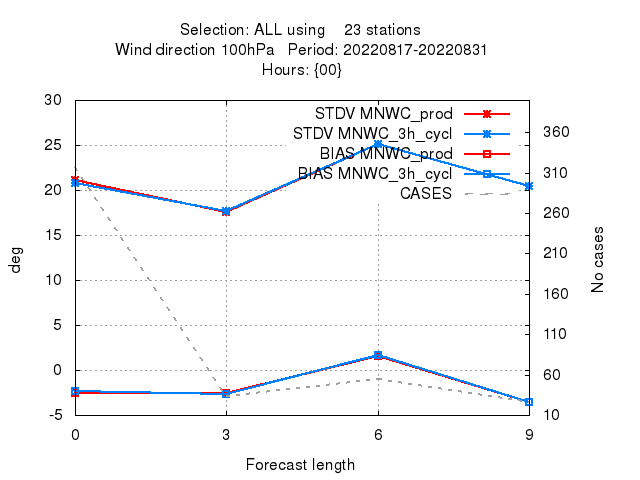 Selection: ALL using    23 stations
Wind direction 100hPa   Period: 20220817-20220831
Hours: {00}
STDV MNWC_prod
STDV MNWC_3h_cycl
BIAS MNWC_prod
BIAS MNWC_3h_cycl
CASES
30
25
20
15
10
5
0
-5
deg
360
310
260
210
160
110
60
10
No cases
0 3 6 9
Forecast length